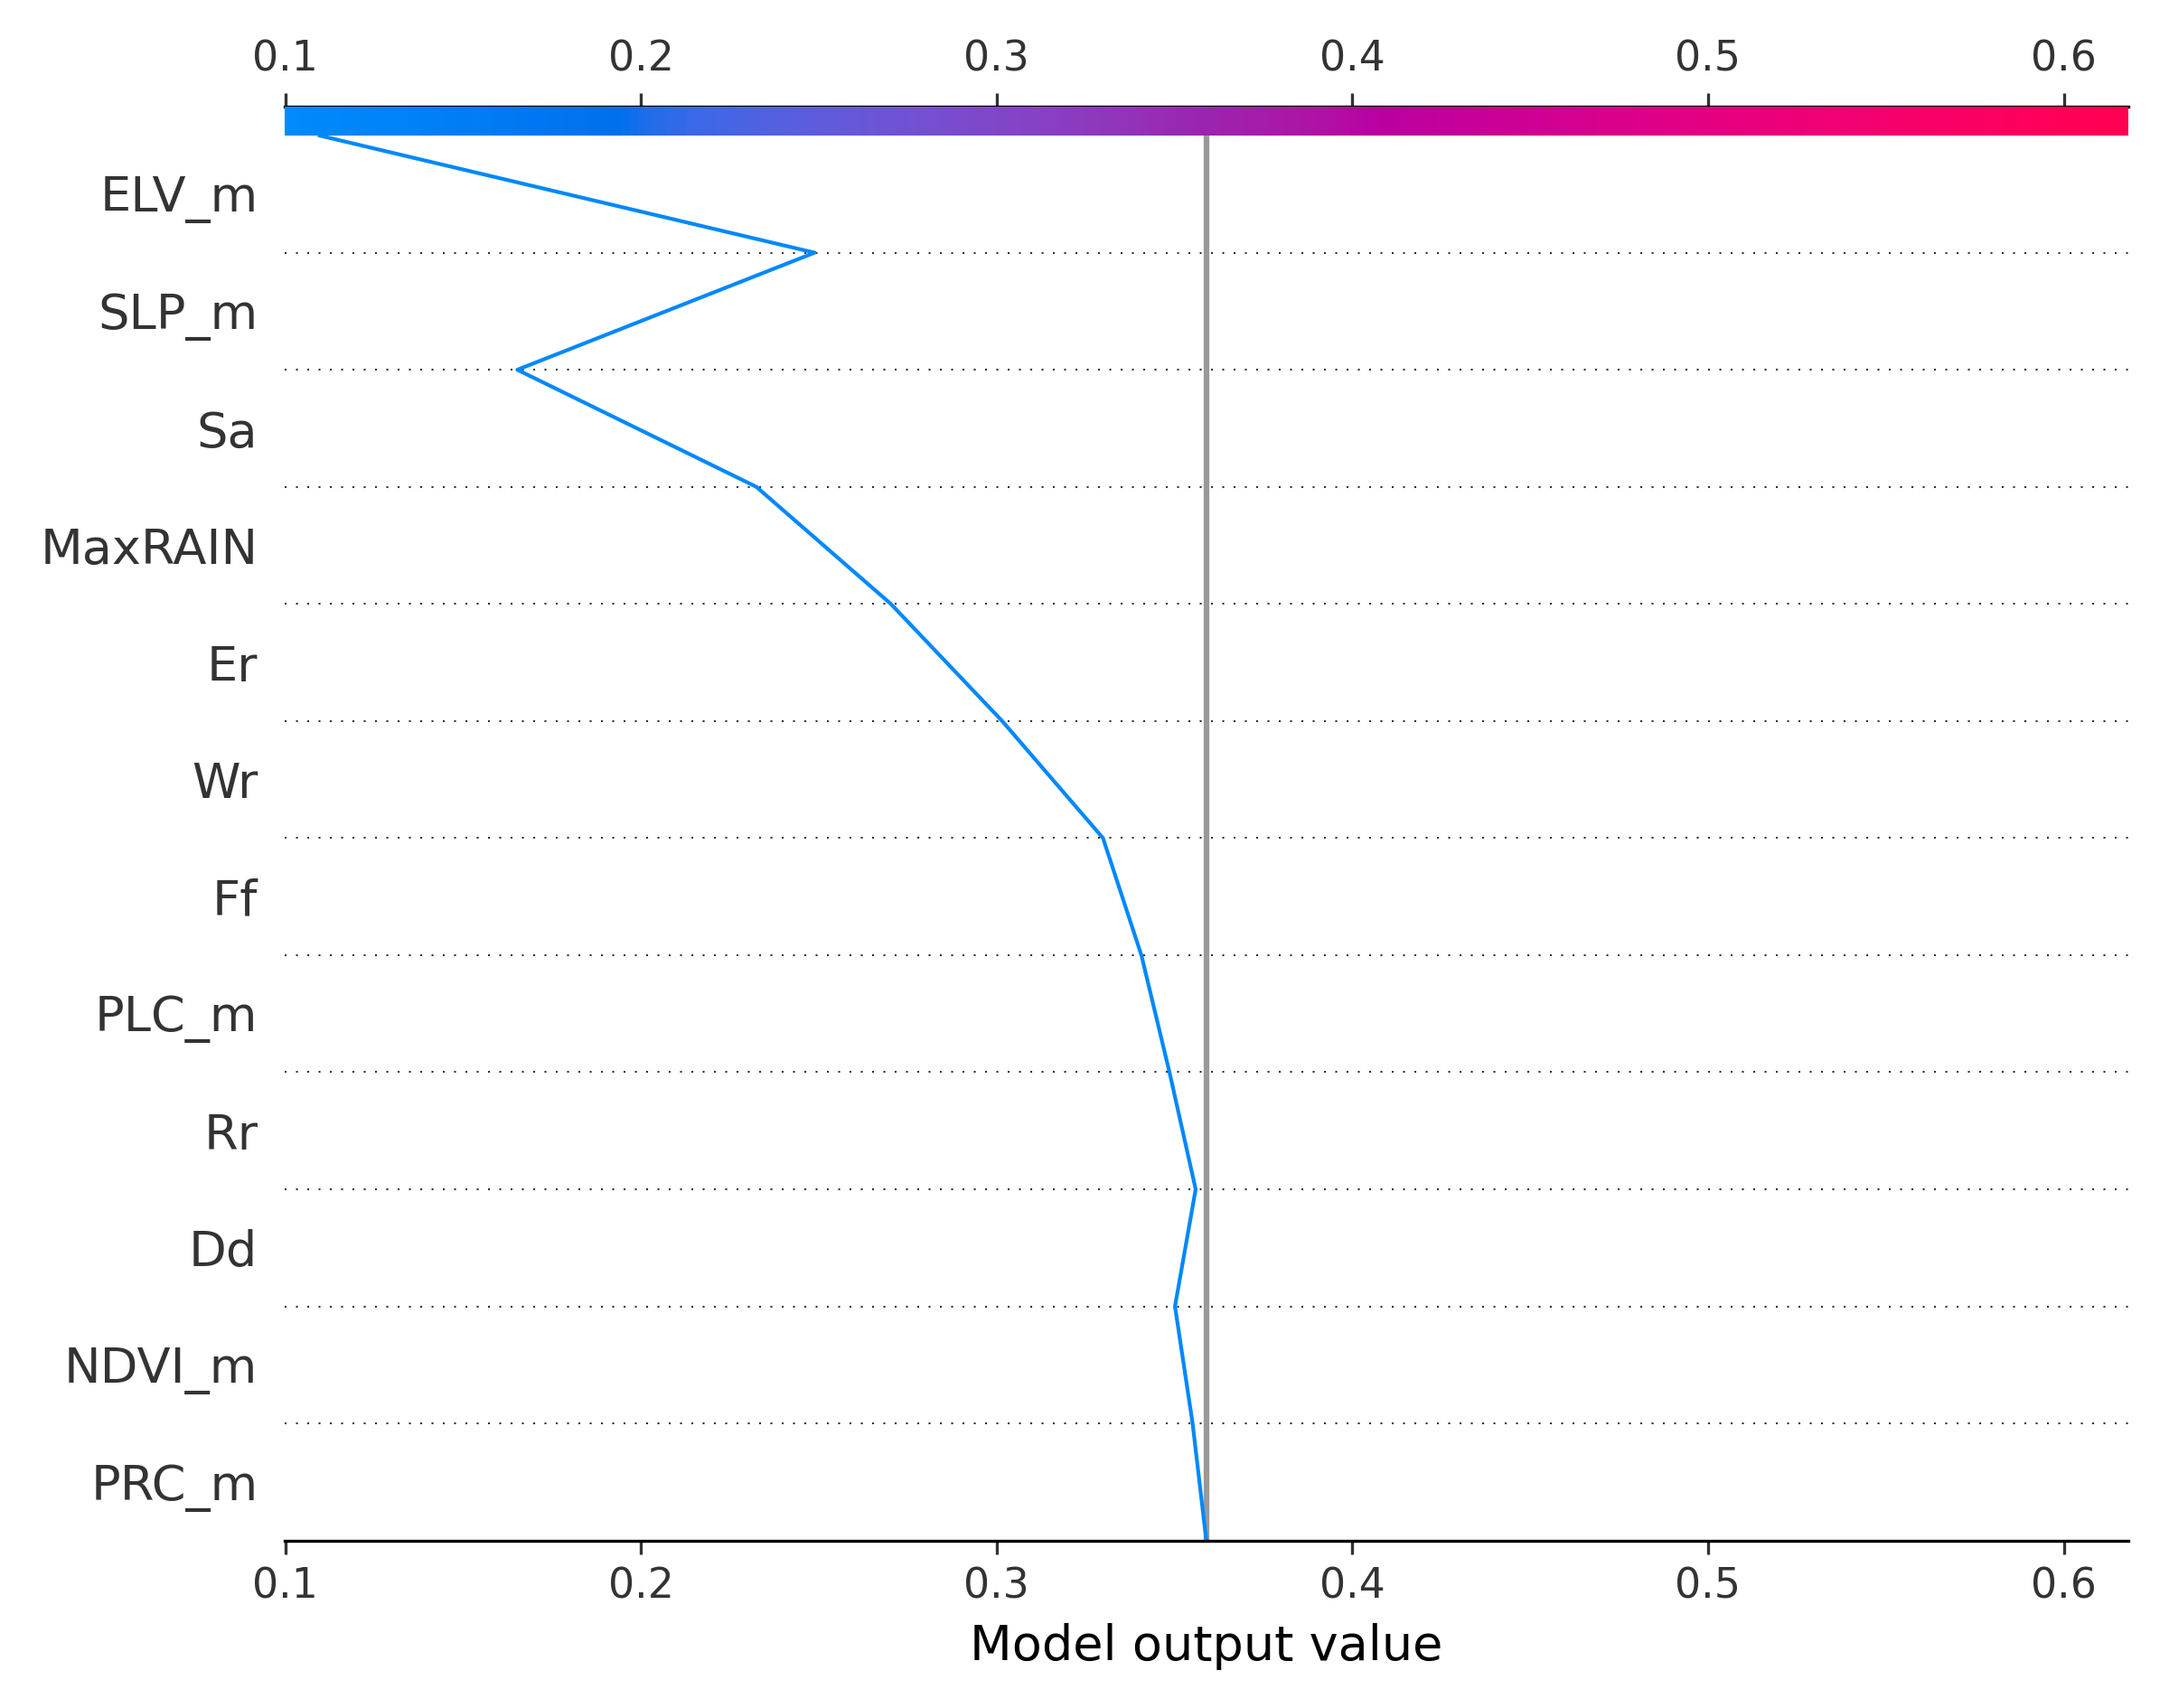 0.1 0.2 0.3 0.4 0.5 0.6
ELV_m
SLP_m
Sa
MaxRAIN
Er
Wr
Ff
PLC_m
Rr
Dd
NDVI_m
PRC_m
0.1 0.2 0.3 0.4 0.5 0.6
Model output value